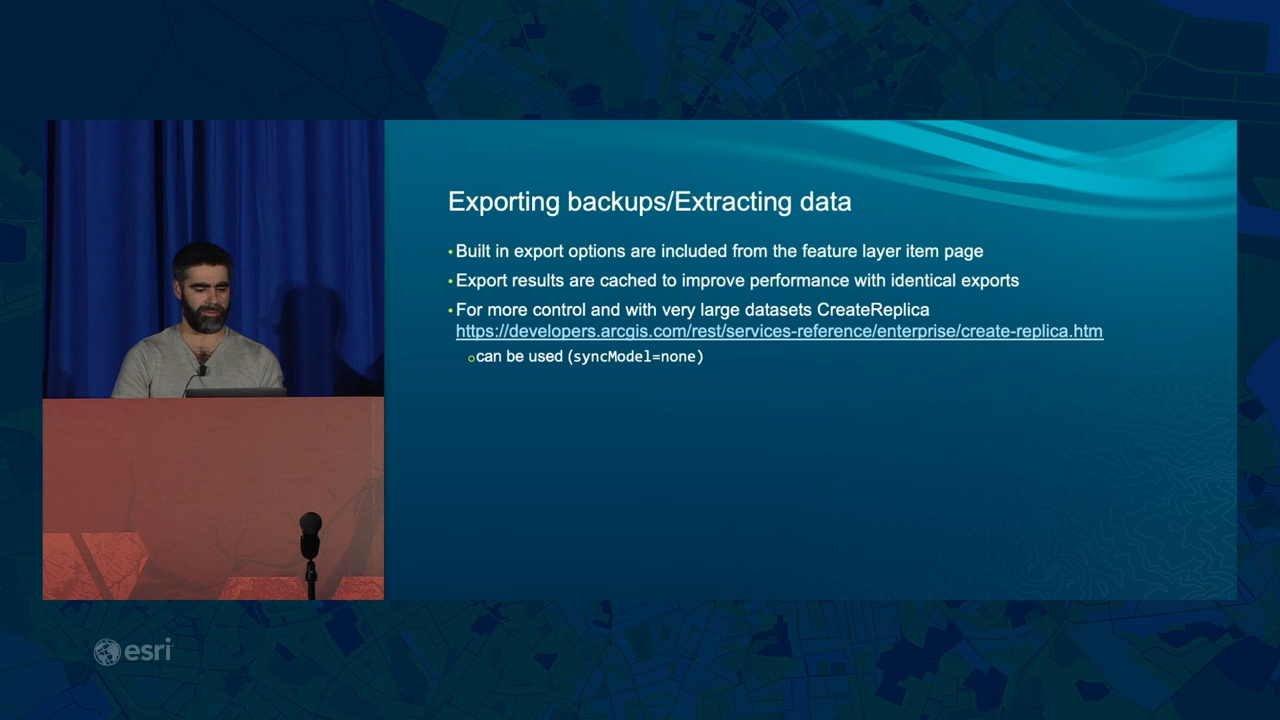 Exporting backups/Extracting data
• Built in export options are included from the feature layer item page
• Export results are cached to improve performance with identical exports
• For more control and with very large datasets CreateReplica
https://developers.arcgis.com/rest/services-reference/enterprise/create-replica.htm
o can be used (syncModel=none)
esri